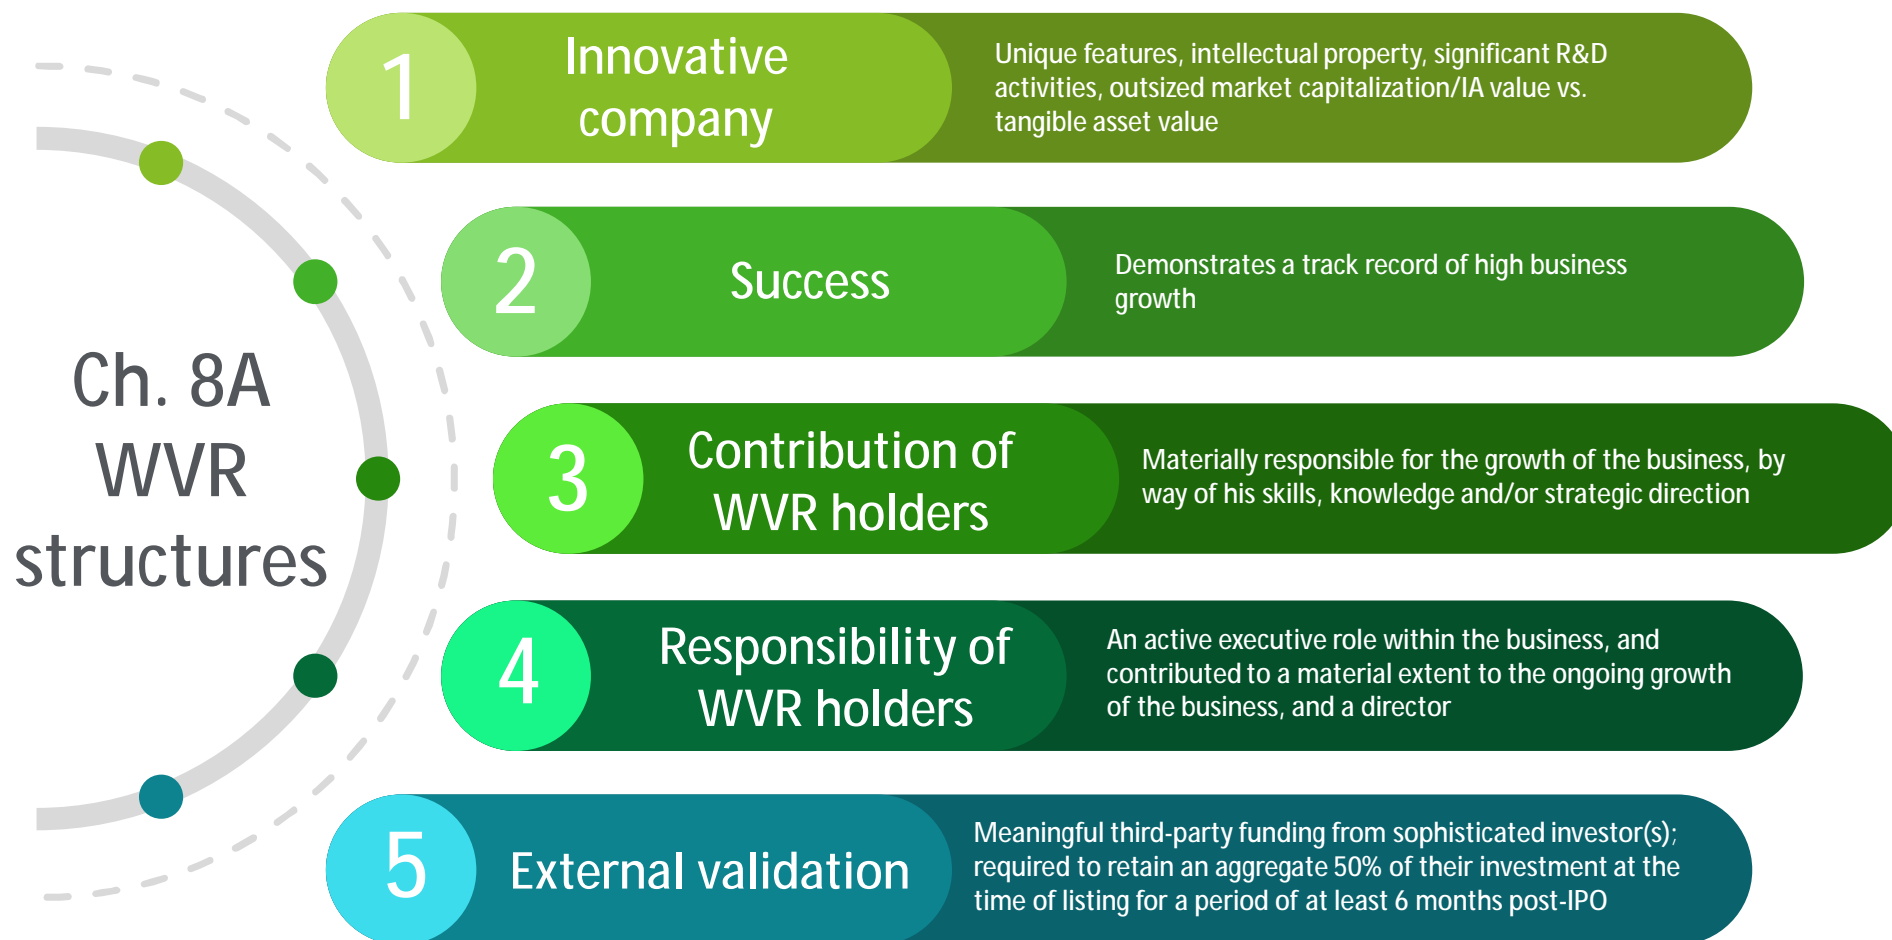 Ch. 8A
WVR
structures
1
Innovative
company
Unique features, intellectual property, significant R&D
activities, outsized market capitalization/IA value vs.
tangible asset value
2
Success
Demonstrates a track record of high business
growth
3
Contribution of
WVR holders
Materially responsible for the growth of the business, by
way of his skills, knowledge and/or strategic direction
4
Responsibility of
WVR holders
An active executive role within the business, and
contributed to a material extent to the ongoing growth
of the business, and a director
5
External validation
Meaningful third-party funding from sophisticated investor(s);
required to retain an aggregate 50% of their investment at the
time of listing for a period of at least 6 months post-IPO